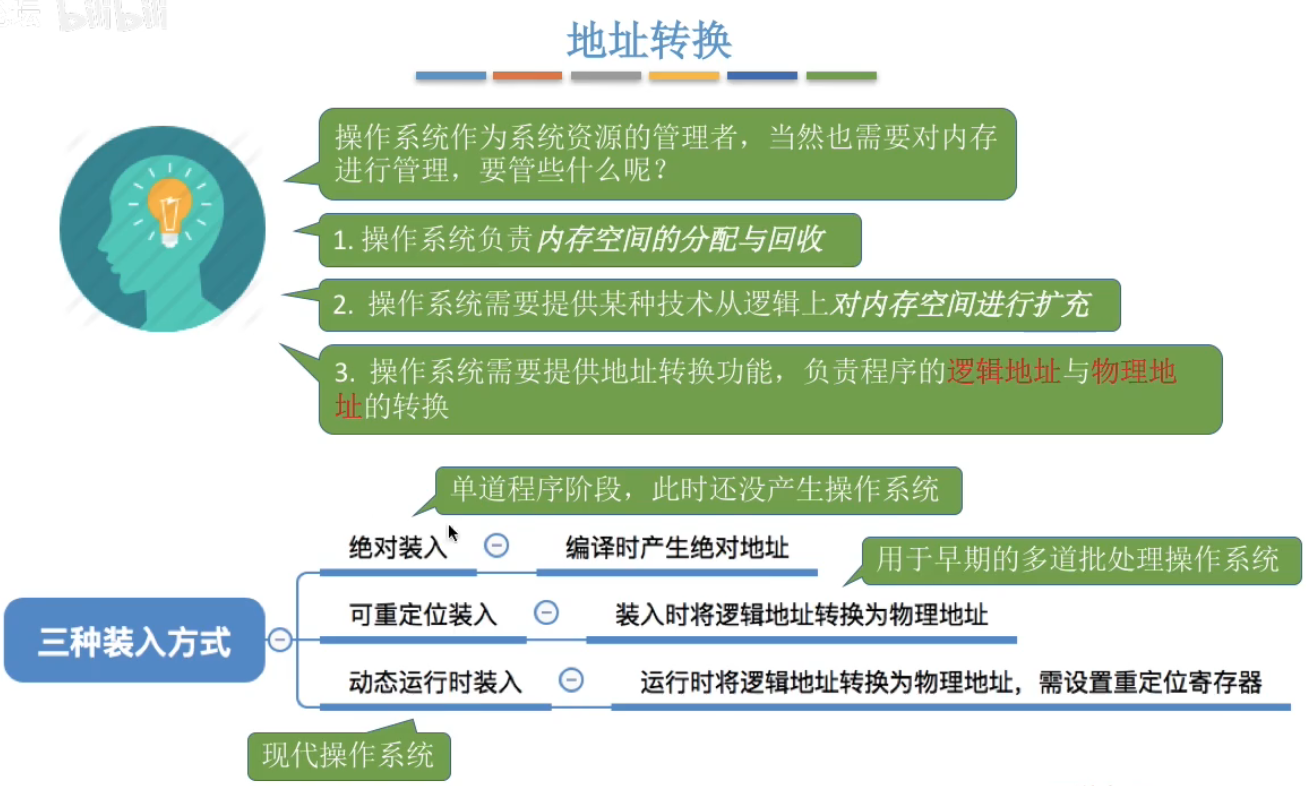 地址转换
操作系统作为系统资源的管理者，当然也需要对内存
进行管理，要管些什么呢？
1. 操作系统负责内存空间的分配与回收
2. 操作系统需要提供某种技术从逻辑上对内存空间进行扩充
3. 操作系统需要提供地址转换功能，负责程序的逻辑地址与物理地
址的转换
单道程序阶段，此时还没产生操作系统
绝对装入
编译时产生绝对地址
用于早期的多道批处理操作系统
可重定位装入
装入时将逻辑地址转换为物理地址
三种装入方式
动态运行时装入
运行时将逻辑地址转换为物理地址，需设置重定位寄存器
现代操作系统